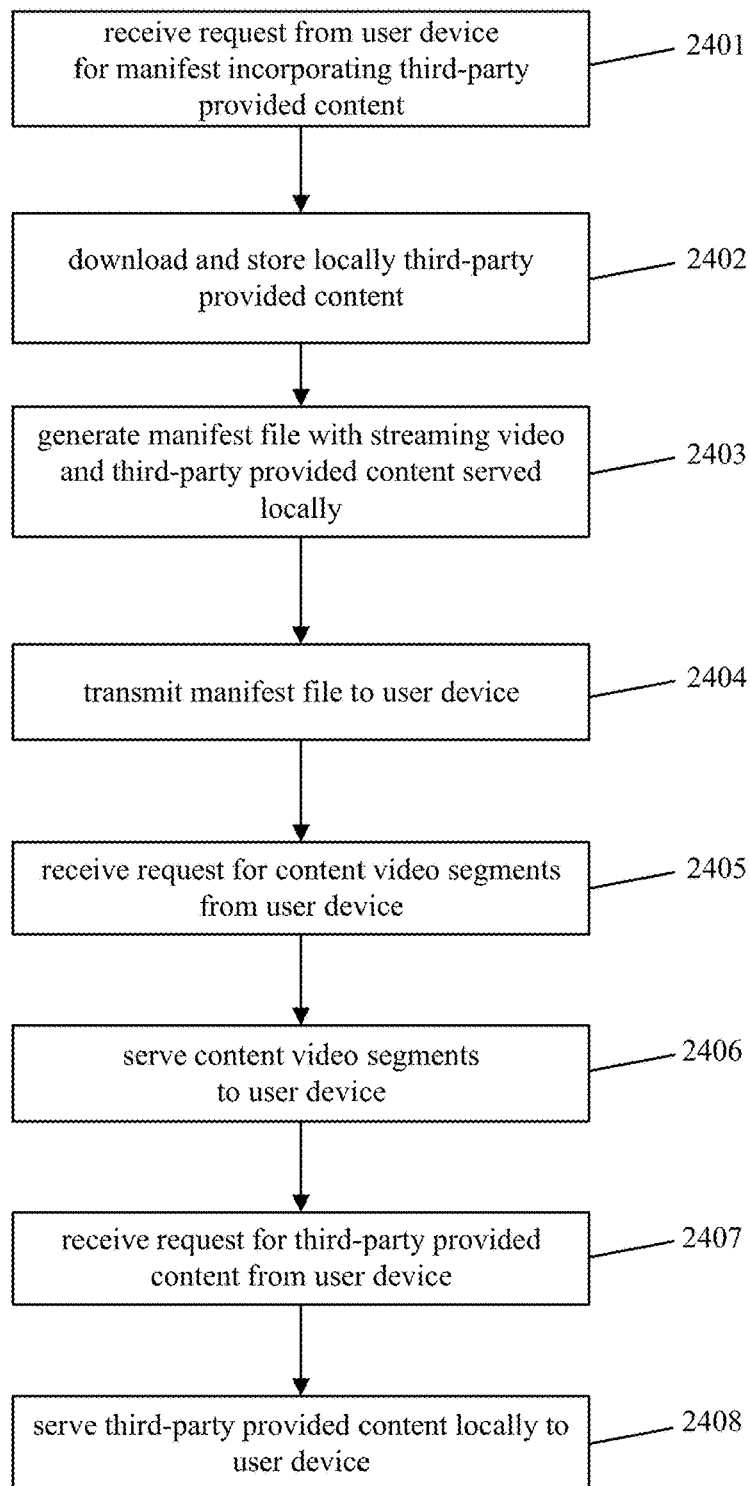 receive request from user device
for manifest incorporating third-party
provided content
2401
download and store locally third-party
provided content
2402
generate manifest file with streaming video
and third-party provided content served
locally
2403
transmit manifest file to user device
2404
receive request for content video segments
from user device
2405
serve content video segments
to user device
2406
receive request for third-party provided
content from user device
2407
serve third-party provided content locally to
user device
2408